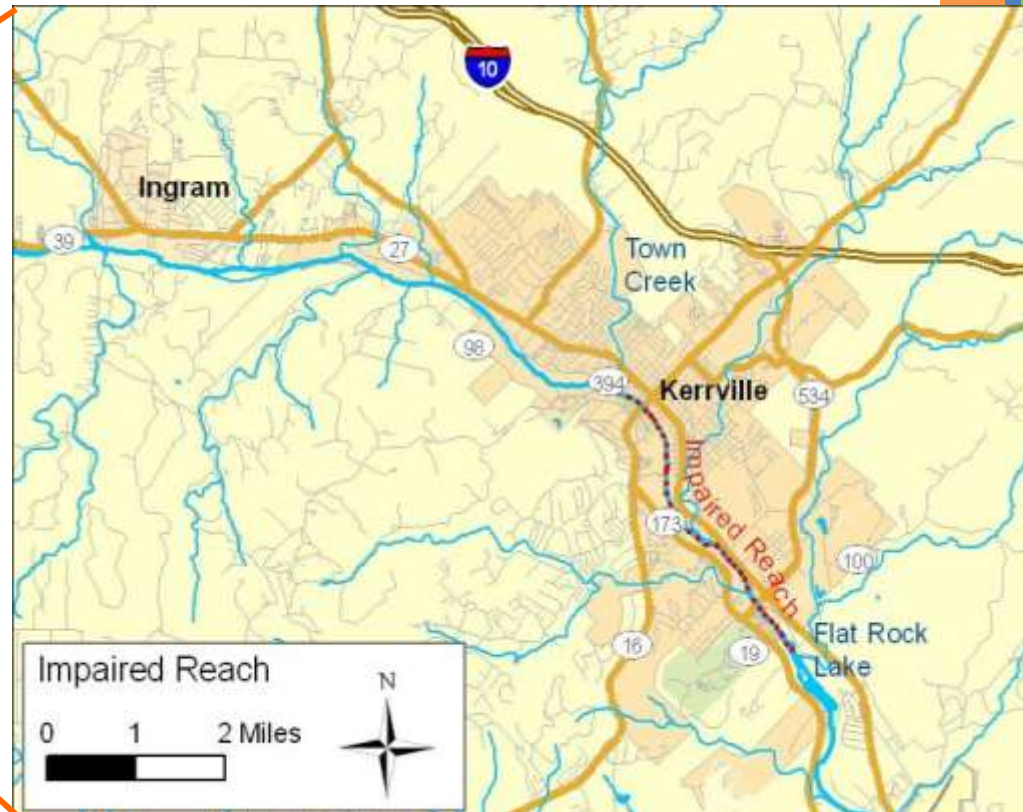 10
Ingram
39
27
Town
Creek
98
394
Kerrville
534
Impaired Reach
173
100
Flat Rock
Lake
16
19
Impaired Reach
N
0 1 2 Miles